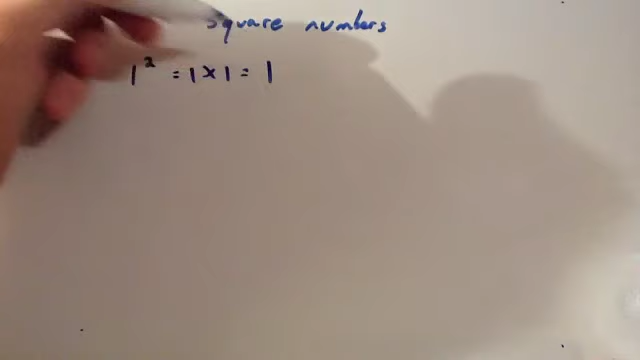 square numbers
1² = 1 × 1 = 1